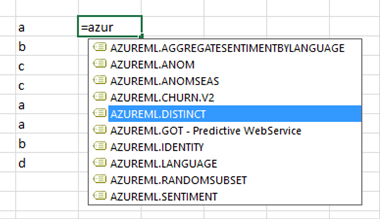 a =azur
b AZUREML.AGGREGATESENTIMENTBYLANGUAGE
c AZUREML.ANOM
c AZUREML.ANOMSEAS
AZUREML.CHURN.V2
a AZUREML.DISTINCT
a AZUREML.GOT - Predictive WebService
b AZUREML.IDENTITY
d AZUREML.LANGUAGE
AZUREML.RANDOMSUBSET
AZUREML.SENTIMENT